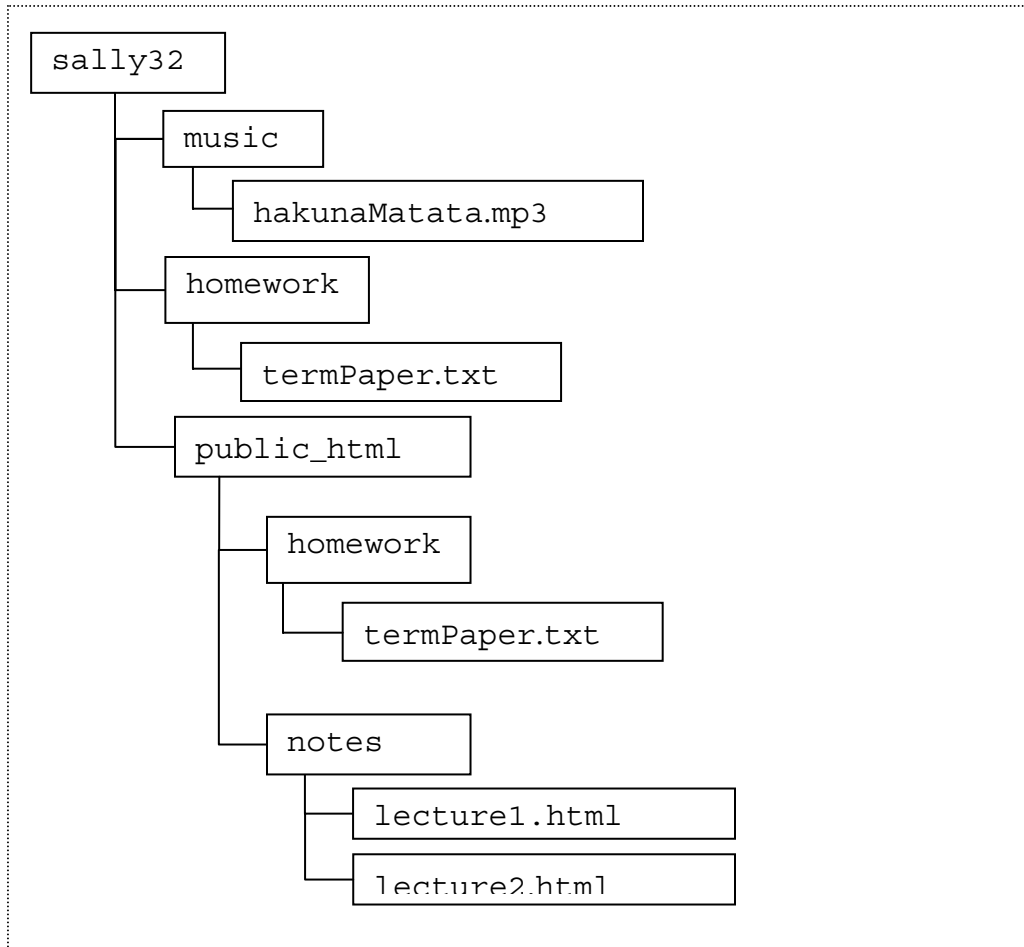 sally32
music
hakunaMatata.mp3
homework
termPaper.txt
public_html
homework
termPaper.txt
notes
lecture1.html
lecture2.html